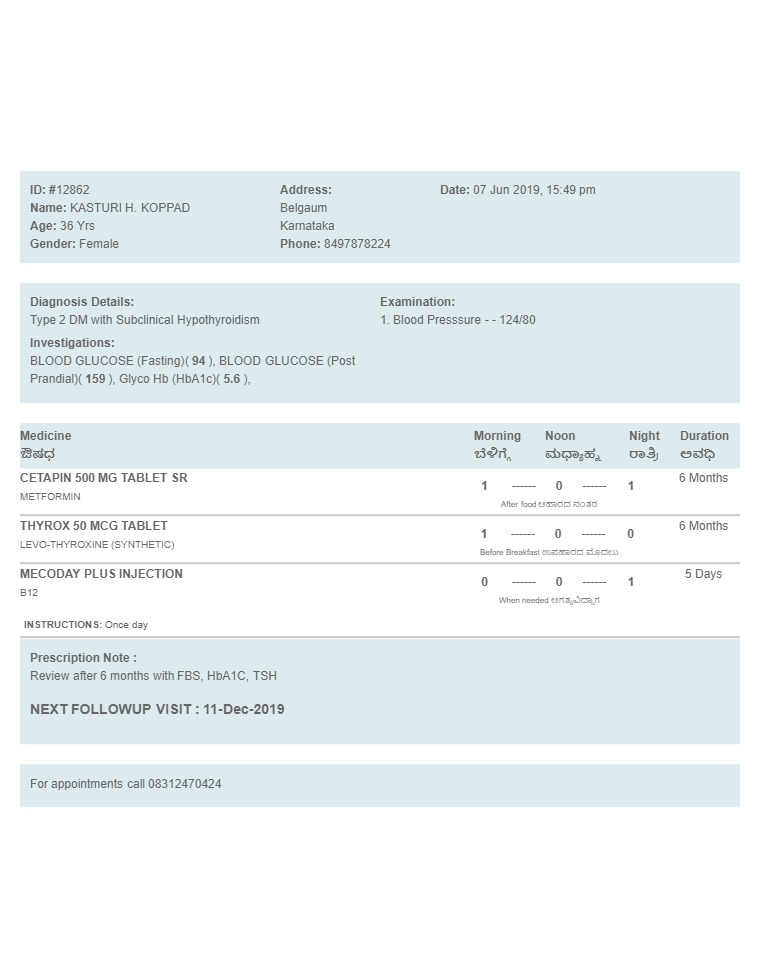 ID: #12862
Name: KASTURI H. KOPPAD
Age: 36 Yrs
Gender: Female
Address:
Belgaum
Karnataka
Phone: 8497878224
Date: 07 Jun 2019, 15:49 pm
Diagnosis Details:
Type 2 DM with Subclinical Hypothyroidism
Investigations:
BLOOD GLUCOSE (Fasting)( 94 ), BLOOD GLUCOSE (Post
Prandial)( 159 ), Glyco Hb (HbA1c)( 5.6 ),
Examination:
1. Blood Presssure - - 124/80
Medicine Morning Noon Night Duration
ಔಷಧ ಬೆಳಿಗ್ಗೆ ಮಧ್ಯಾಹ್ನ ರಾತ್ರಿ ಅವಧಿ
CETAPIN 500 MG TABLET SR 1 ------ 0 ------ 1 6 Months
METFORMIN After food ಆಹಾರದ ನಂತರ
THYROX 50 MCG TABLET 1 ------ 0 ------ 0 6 Months
LEVO-THYROXINE (SYNTHETIC) Before Breakfast ಉಪಹಾರದ ಮೊದಲು
MECODAY PLUS INJECTION 0 ------ 0 ------ 1 5 Days
B12 When needed ಅಗತ್ಯವಿದ್ದಾಗ
INSTRUCTIONS: Once day
Prescription Note :
Review after 6 months with FBS, HbA1C, TSH
NEXT FOLLOWUP VISIT : 11-Dec-2019
For appointments call 08312470424